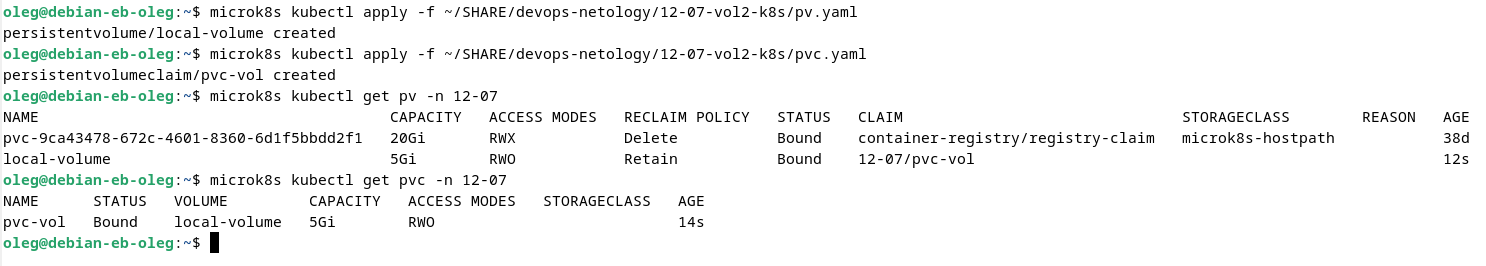 oleg@debian-eb-oleg:~$ microk8s kubectl apply -f ~/SHARE/devops-netology/12-07-vol2-k8s/pv.yaml
persistentvolume/local-volume created
oleg@debian-eb-oleg:~$ microk8s kubectl apply -f ~/SHARE/devops-netology/12-07-vol2-k8s/pvc.yaml
persistentvolumeclaim/pvc-vol created
oleg@debian-eb-oleg:~$ microk8s kubectl get pv -n 12-07
NAME                                       CAPACITY   ACCESS MODES   RECLAIM POLICY   STATUS   CLAIM                               STORAGECLASS        REASON   AGE
pvc-9ca43478-672c-4601-8360-6d1f5bbdd2f1   20Gi       RWX            Delete           Bound    container-registry/registry-claim   microk8s-hostpath            38d
local-volume                               5Gi        RWO            Retain           Bound    12-07/pvc-vol                                                    12s
oleg@debian-eb-oleg:~$ microk8s kubectl get pvc -n 12-07
NAME      STATUS   VOLUME         CAPACITY   ACCESS MODES   STORAGECLASS   AGE
pvc-vol   Bound    local-volume   5Gi        RWO                           14s
oleg@debian-eb-oleg:~$